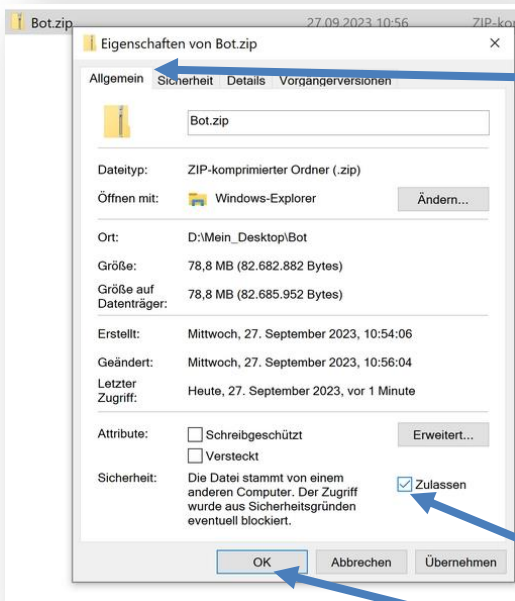 Bot.zip 27.09.2023 10:56 ZIP-kor
Eigenschaften von Bot.zip
Allgemein Sicherheit Details Vorgängerversionen
Bot.zip
Dateityp: ZIP-komprimierter Ordner (.zip)
Öffnen mit: Windows-Explorer Ändern...
Ort: D:\Mein_Desktop\Bot
Größe: 78,8 MB (82.682.882 Bytes)
Größe auf
Datenträger: 78,8 MB (82.685.952 Bytes)
Erstellt: Mittwoch, 27. September 2023, 10:54:06
Geändert: Mittwoch, 27. September 2023, 10:56:04
Letzter
Zugriff: Heute, 27. September 2023, vor 1 Minute
Attribute: Schreibgeschützt Erweitert...
Versteckt
Sicherheit: Die Datei stammt von einem
anderen Computer. Der Zugriff
wurde aus Sicherheitsgründen
eventuell blockiert.
Zulassen
OK Abbrechen Übernehmen